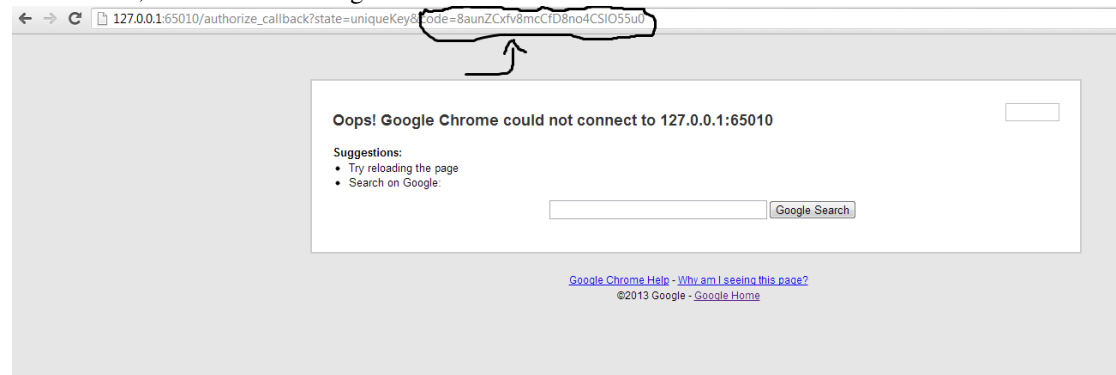 127.0.0.1:65010/authorize_callback?state=uniqueKey&code=8aunZCxfv8mcCfD8no4CSIO55u0
Oops! Google Chrome could not connect to 127.0.0.1:65010
Suggestions:
• Try reloading the page
• Search on Google:
Google Search
Google Chrome Help - Why am I seeing this page?
©2013 Google - Google Home